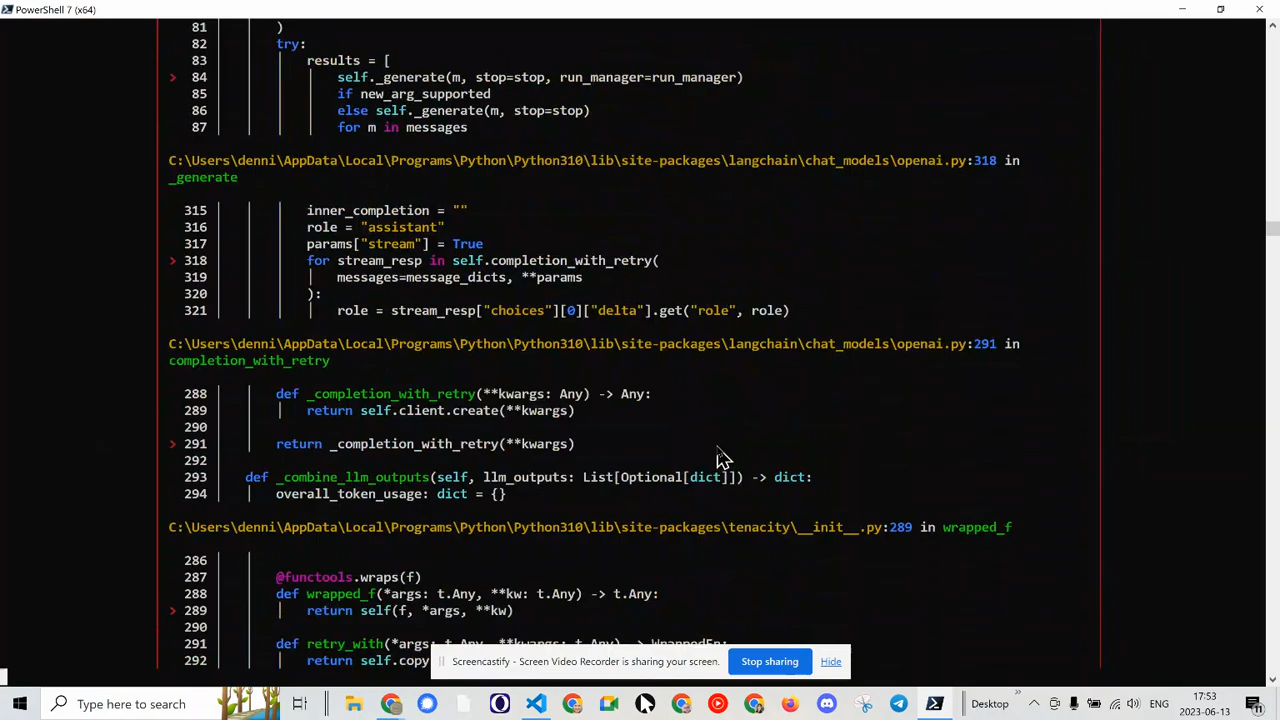 PowerShell 7 (x64)
81 )
82 try:
83 results = [
84 self._generate(m, stop=stop, run_manager=run_manager)
85 if new_arg_supported
86 else self._generate(m, stop=stop)
87 for m in messages
C:\Users\denni\AppData\Local\Programs\Python\Python310\lib\site-packages\langchain\chat_models\openai.py:318 in
_generate
315 inner_completion = ""
316 role = "assistant"
317 params["stream"] = True
318 for stream_resp in self.completion_with_retry(
319 messages=message_dicts, **params
320 ):
321 role = stream_resp["choices"][0]["delta"].get("role", role)
C:\Users\denni\AppData\Local\Programs\Python\Python310\lib\site-packages\langchain\chat_models\openai.py:291 in
completion_with_retry
288 def _completion_with_retry(**kwargs: Any) -> Any:
289 return self.client.create(**kwargs)
290
291 return _completion_with_retry(**kwargs)
292
293 def _combine_llm_outputs(self, llm_outputs: List[Optional[dict]]) -> dict:
294 overall_token_usage: dict = {}
C:\Users\denni\AppData\Local\Programs\Python\Python310\lib\site-packages\tenacity\__init__.py:289 in wrapped_f
286
287 @functools.wraps(f)
288 def wrapped_f(*args: t.Any, **kw: t.Any) -> t.Any:
289 return self(f, *args, **kw)
290
291 def retry_with(*args: t.Any, **kwargs: t.Any) -> WrappedFn:
292 return self.copy
Screencastify - Screen Video Recorder is sharing your screen.
Stop sharing
Hide
Type here to search
Desktop
ENG
17:53
2023-06-13